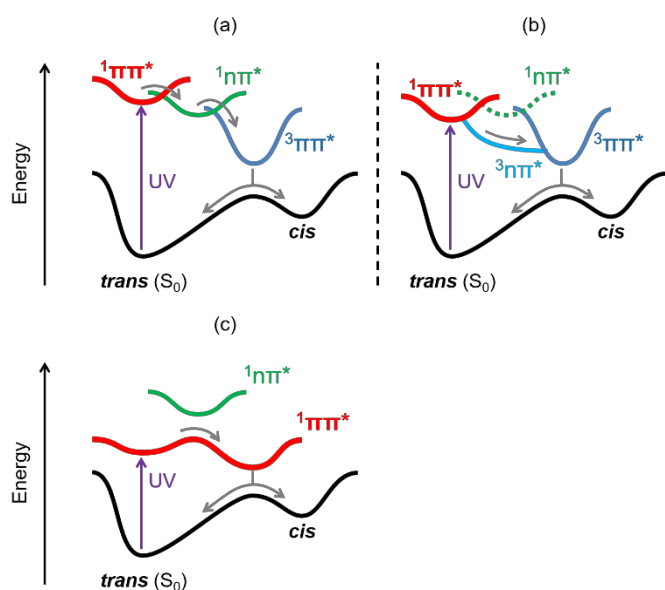 (a)
(b)
¹ππ*
¹nπ*
³ππ*
UV
cis
trans (S₀)
Energy
¹ππ*
¹nπ*
³ππ*
³nπ*
UV
cis
trans (S₀)
(c)
¹nπ*
¹ππ*
UV
cis
trans (S₀)
Energy